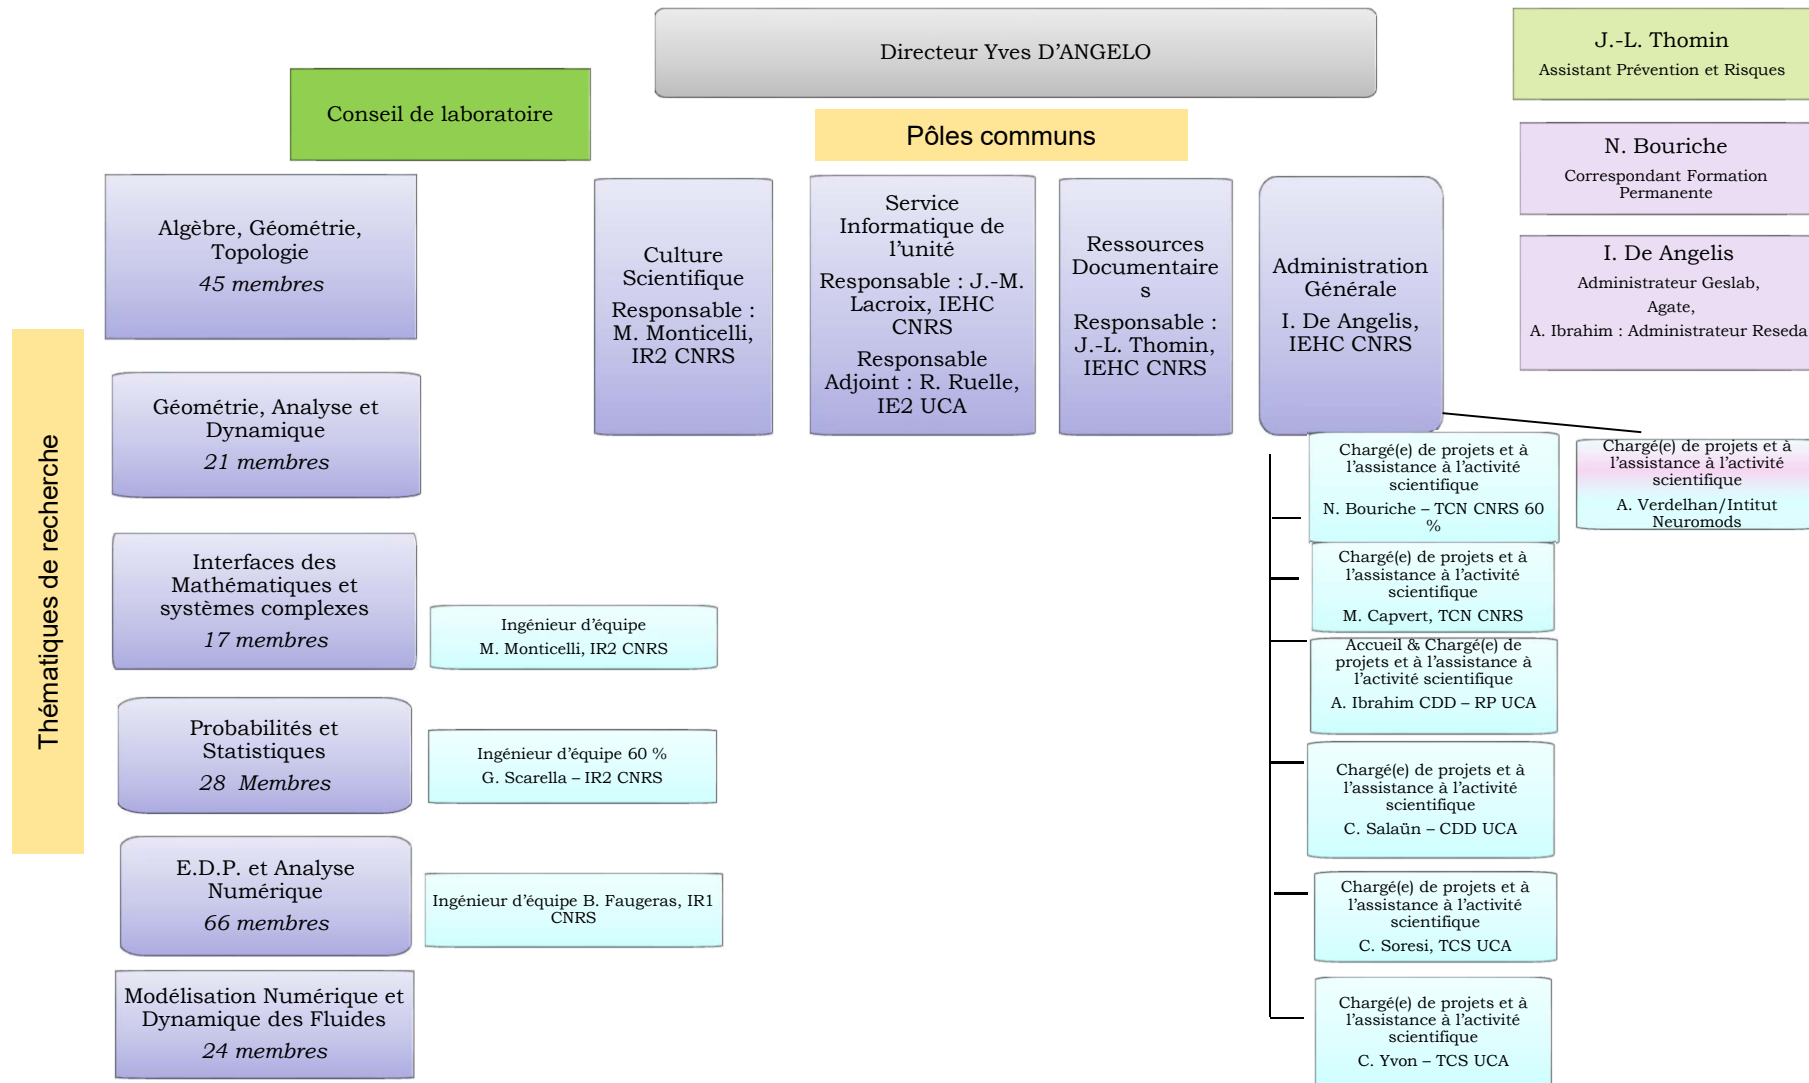 Directeur Yves D’ANGELO
Conseil de laboratoire
Pôles communs
J.-L. Thomin
Assistant Prévention et Risques
N. Bouriche
Correspondant Formation
Permanente
I. De Angelis
Administrateur Geslab,
Agate,
A. Ibrahim : Administrateur Reseda
Thématiques de recherche
Algèbre, Géométrie,
Topologie
45 membres
Géométrie, Analyse et
Dynamique
21 membres
Interfaces des
Mathématiques et
systèmes complexes
17 membres
Ingénieur d’équipe
M. Monticelli, IR2 CNRS
Probabilités et
Statistiques
28 Membres
Ingénieur d’équipe 60 %
G. Scarella – IR2 CNRS
E.D.P. et Analyse
Numérique
66 membres
Ingénieur d’équipe B. Faugeras, IR1
CNRS
Modélisation Numérique et
Dynamique des Fluides
24 membres
Culture
Scientifique
Responsable :
M. Monticelli,
IR2 CNRS
Service
Informatique de
l’unité
Responsable : J.-M.
Lacroix, IEHC
CNRS
Responsable
Adjoint : R. Ruelle,
IE2 UCA
Ressources
Documentaire
s
Responsable :
J.-L. Thomin,
IEHC CNRS
Administration
Générale
I. De Angelis,
IEHC CNRS
Chargé(e) de projets et à
l’assistance à l’activité
scientifique
N. Bouriche – TCN CNRS 60
%
Chargé(e) de projets et à
l’assistance à l’activité
scientifique
A. Verdelhan/Intitut
Neuromods
Chargé(e) de projets et à
l’assistance à l’activité
scientifique
M. Capvert, TCN CNRS
Accueil & Chargé(e) de
projets et à l’assistance à
l’activité scientifique
A. Ibrahim CDD – RP UCA
Chargé(e) de projets et à
l’assistance à l’activité
scientifique
C. Salaün – CDD UCA
Chargé(e) de projets et à
l’assistance à l’activité
scientifique
C. Soresi, TCS UCA
Chargé(e) de projets et à
l’assistance à l’activité
scientifique
C. Yvon – TCS UCA